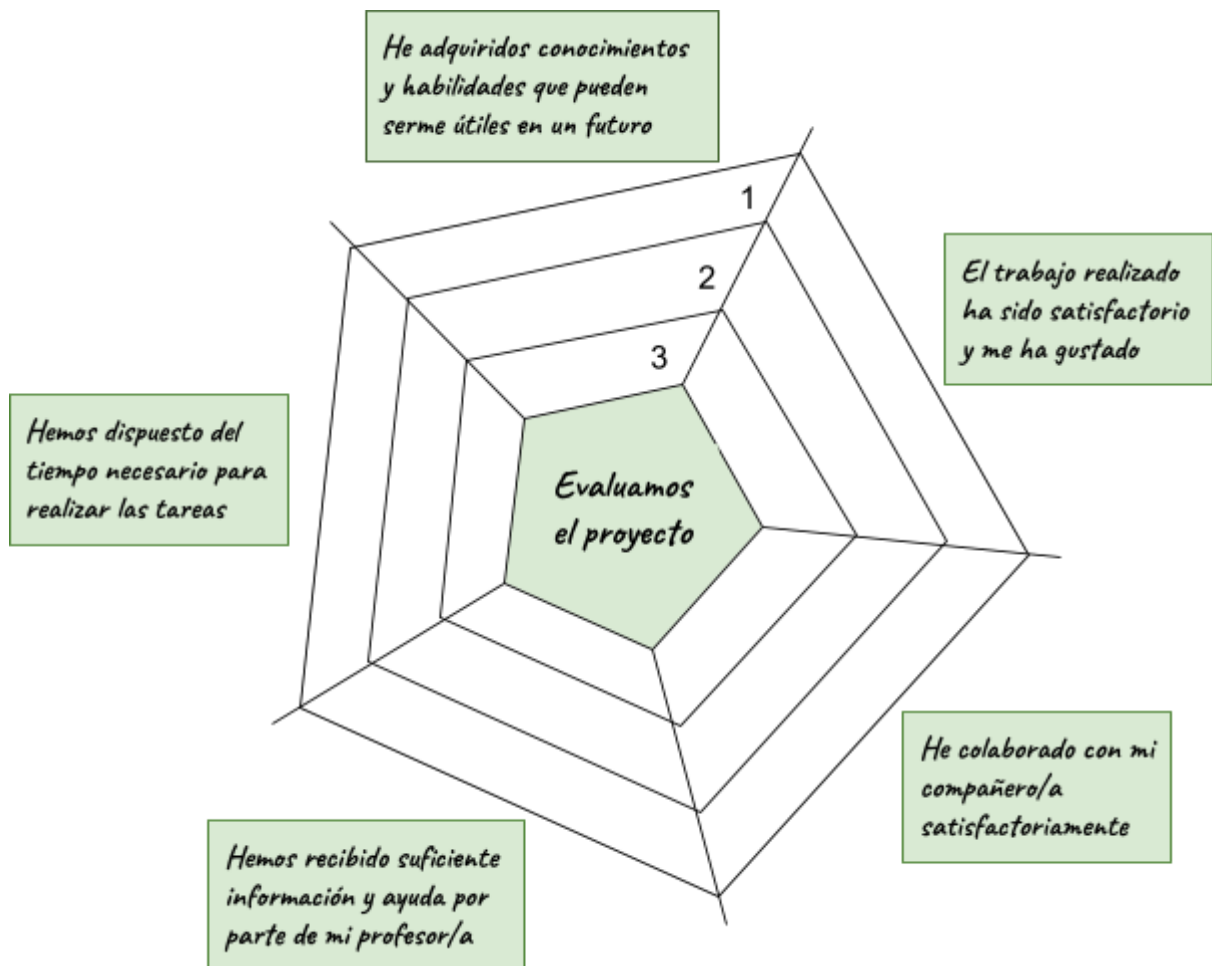 He adquiridos conocimientos
y habilidades que pueden
serme útiles en un futuro
1
El trabajo realizado
ha sido satisfactorio
y me ha gustado
2
3
Hemos dispuesto del
tiempo necesario para
realizar las tareas
Evaluamos
el proyecto
He colaborado con mi
compañero/a
satisfactoriamente
Hemos recibido suficiente
información y ayuda por
parte de mi profesor/a